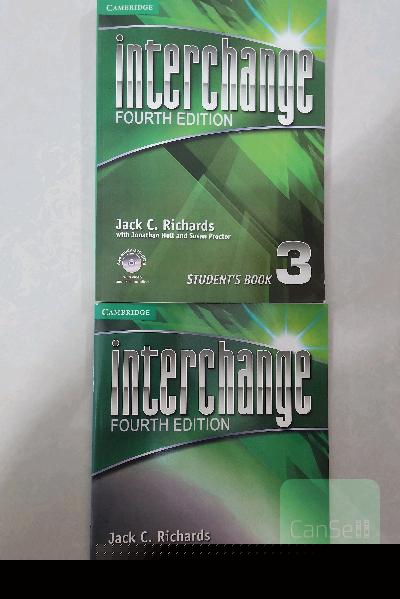 CAMBRIDGE
interchange
FOURTH EDITION
Jack C. Richards
with Jonathan Hull and Susan Proctor
STUDENT'S BOOK 3
CAMBRIDGE
interchange
FOURTH EDITION
Jack C. Richards
CanSell